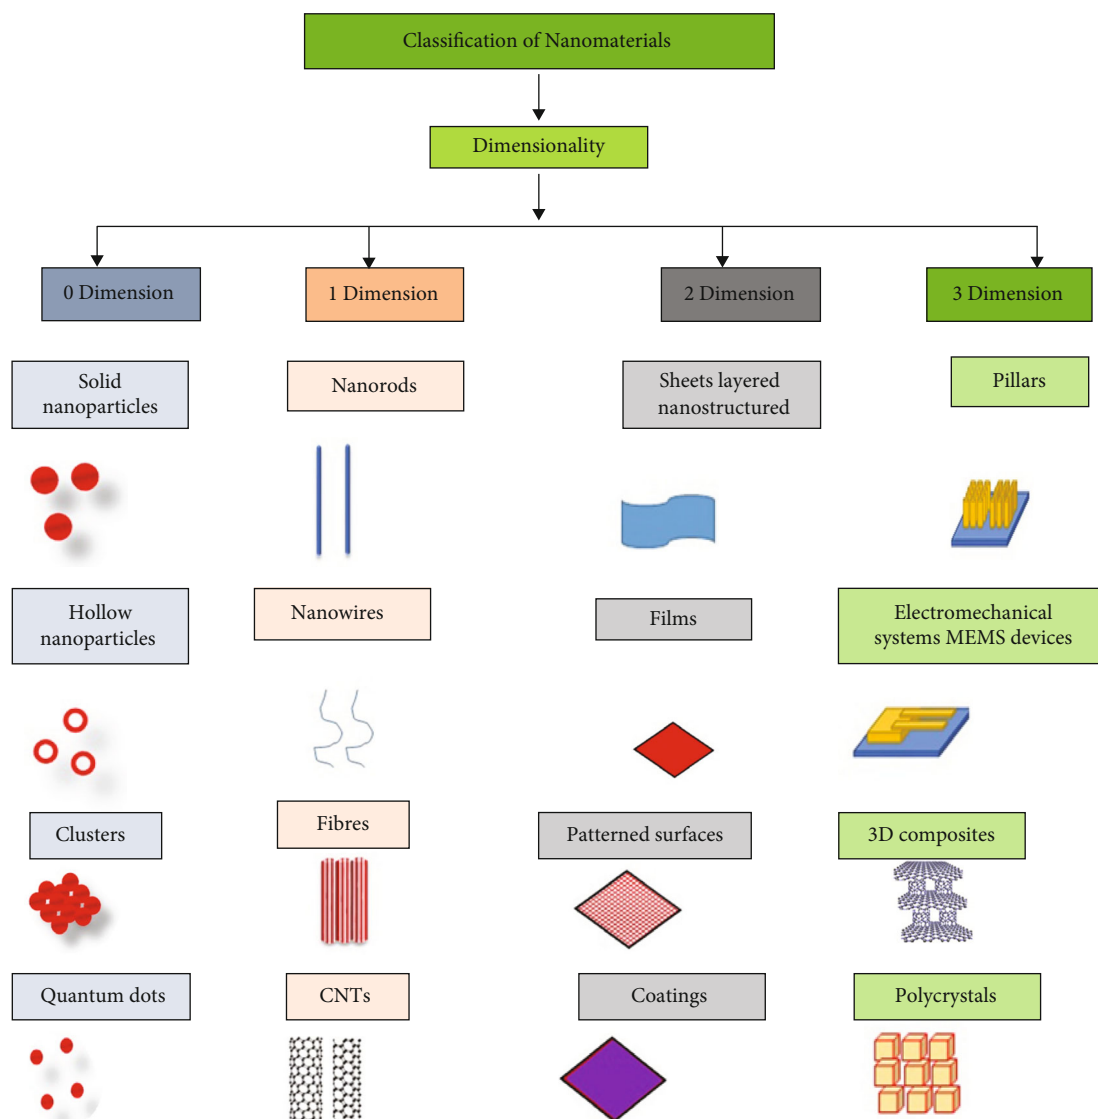 Classification of Nanomaterials
Dimensionality
0 Dimension
1 Dimension
2 Dimension
3 Dimension
Solid
nanoparticles
Nanorods
Sheets layered
nanostructured
Pillars
Hollow
nanoparticles
Nanowires
Films
Electromechanical
systems MEMS devices
Clusters
Fibres
Patterned surfaces
3D composites
Quantum dots
CNTs
Coatings
Polycrystals